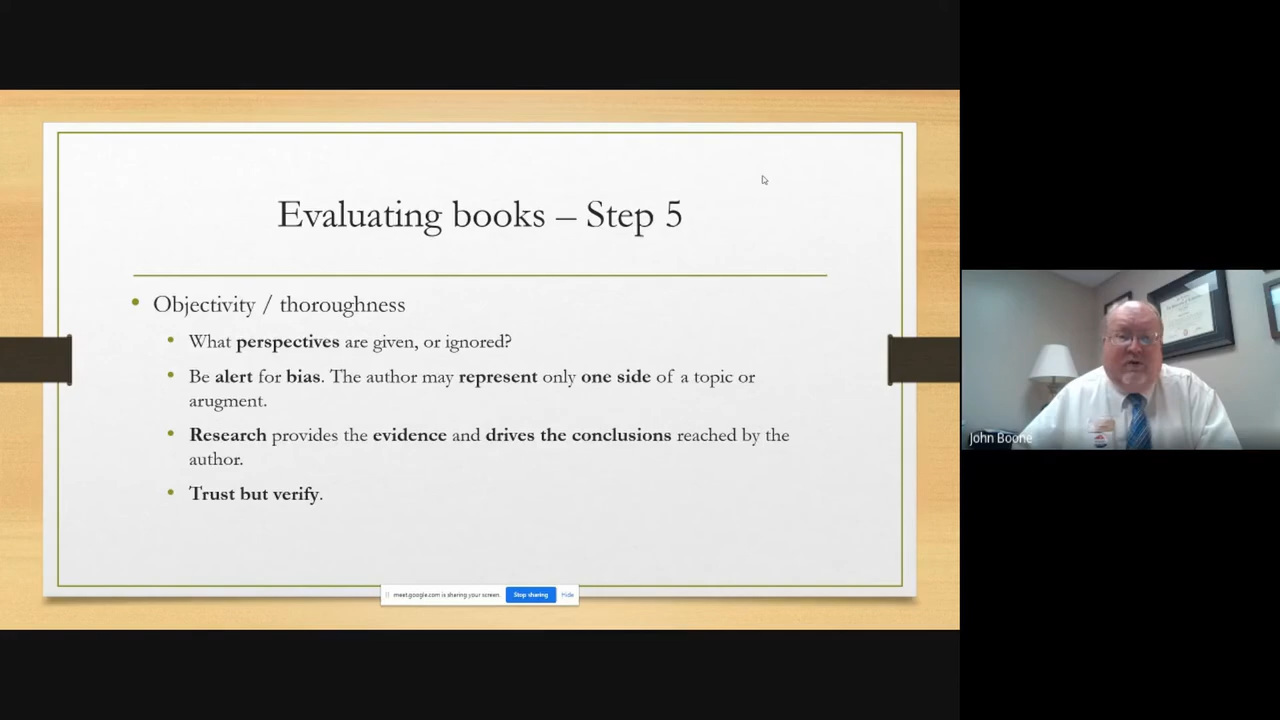 Evaluating books – Step 5
• Objectivity / thoroughness
• What perspectives are given, or ignored?
• Be alert for bias. The author may represent only one side of a topic or
arugment.
• Research provides the evidence and drives the conclusions reached by the
author.
• Trust but verify.
meet.google.com is sharing your screen.
Stop sharing
Hide
John Boone